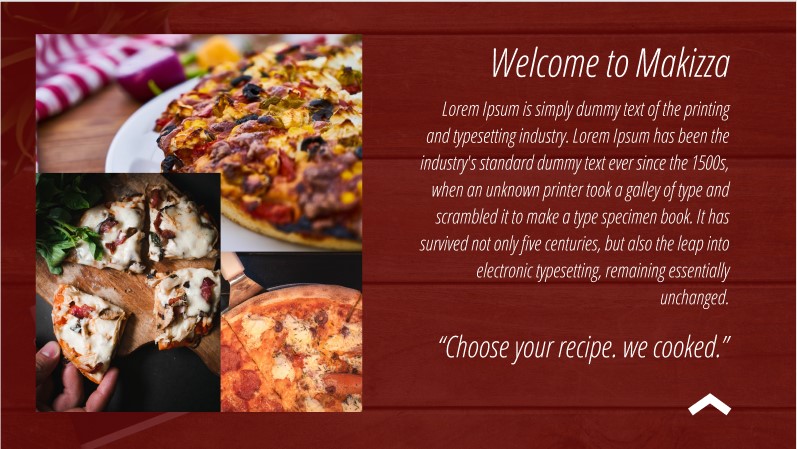 Welcome to Makizza
Lorem Ipsum is simply dummy text of the printing
and typesetting industry. Lorem Ipsum has been the
industry's standard dummy text ever since the 1500s,
when an unknown printer took a galley of type and
scrambled it to make a type specimen book. It has
survived not only five centuries, but also the leap into
electronic typesetting, remaining essentially
unchanged.
“Choose your recipe. we cooked.”